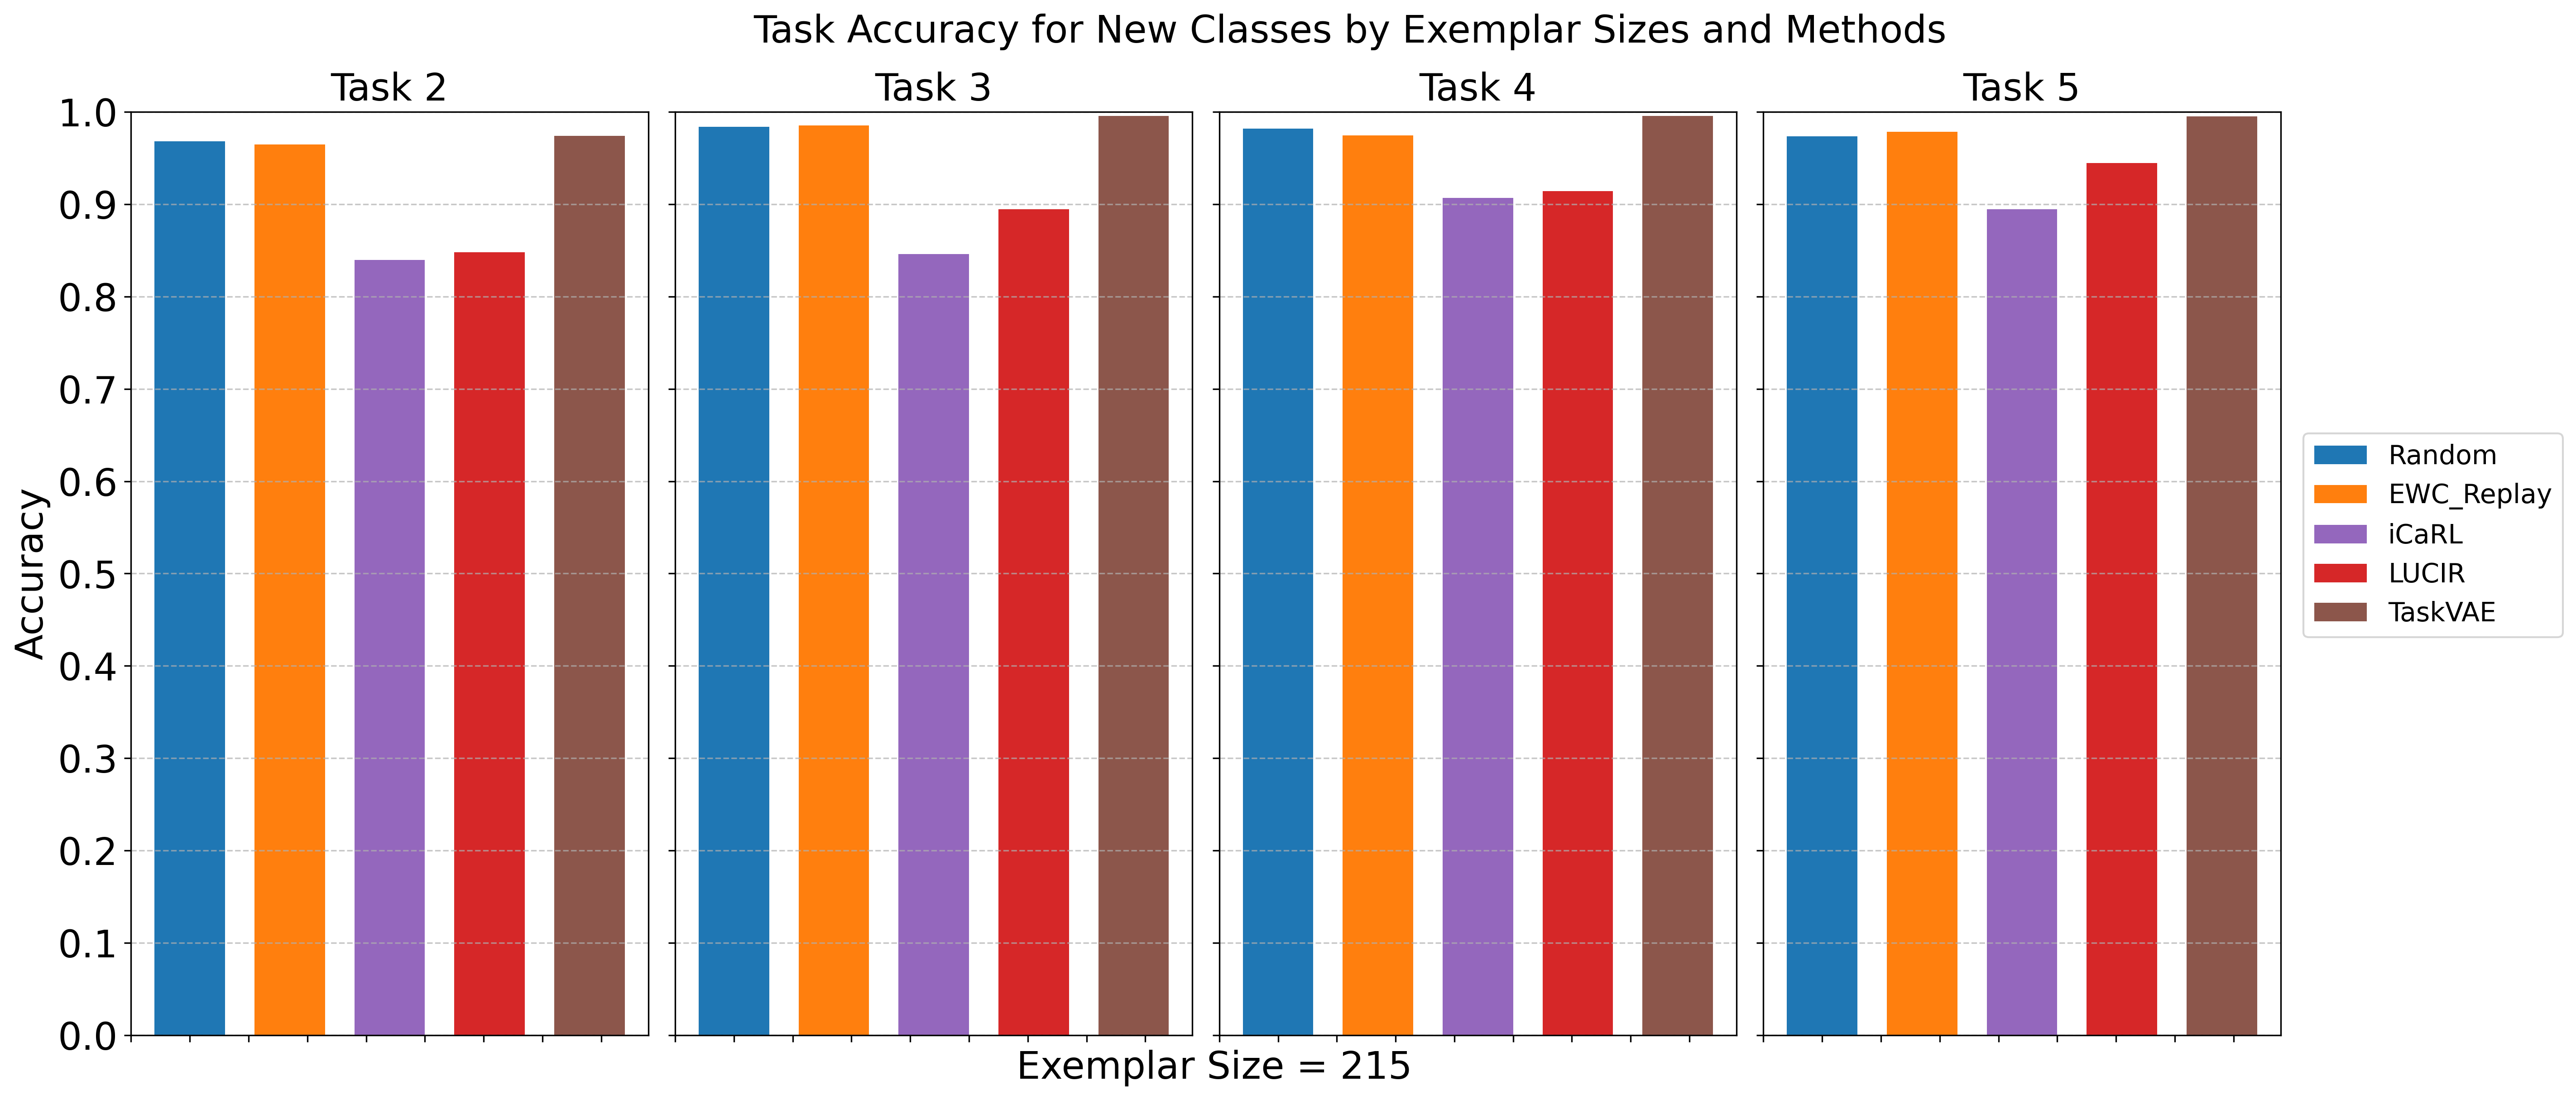 Task Accuracy for New Classes by Exemplar Sizes and Methods
Task 2
Task 3
Task 4
Task 5
1.0
0.9
0.8
0.7
0.6
0.5
0.4
0.3
0.2
0.1
0.0
Accuracy
Exemplar Size = 215
Random
EWC_Replay
iCaRL
LUCIR
TaskVAE